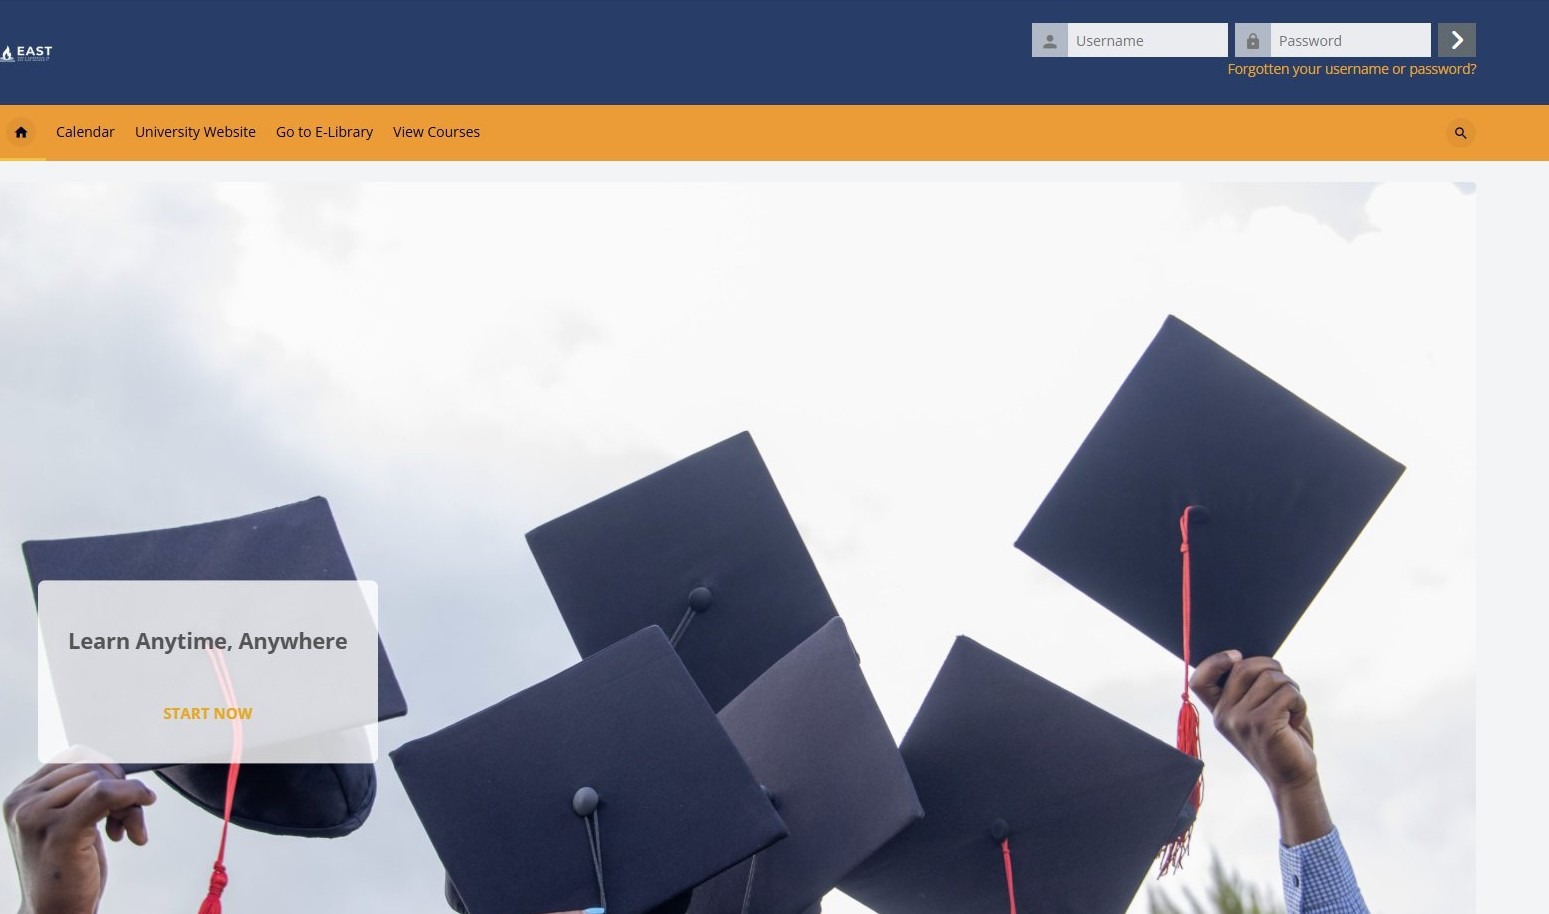 EAST
Username
Password
Forgotten your username or password?
Calendar
University Website
Go to E-Library
View Courses
Learn Anytime, Anywhere
START NOW